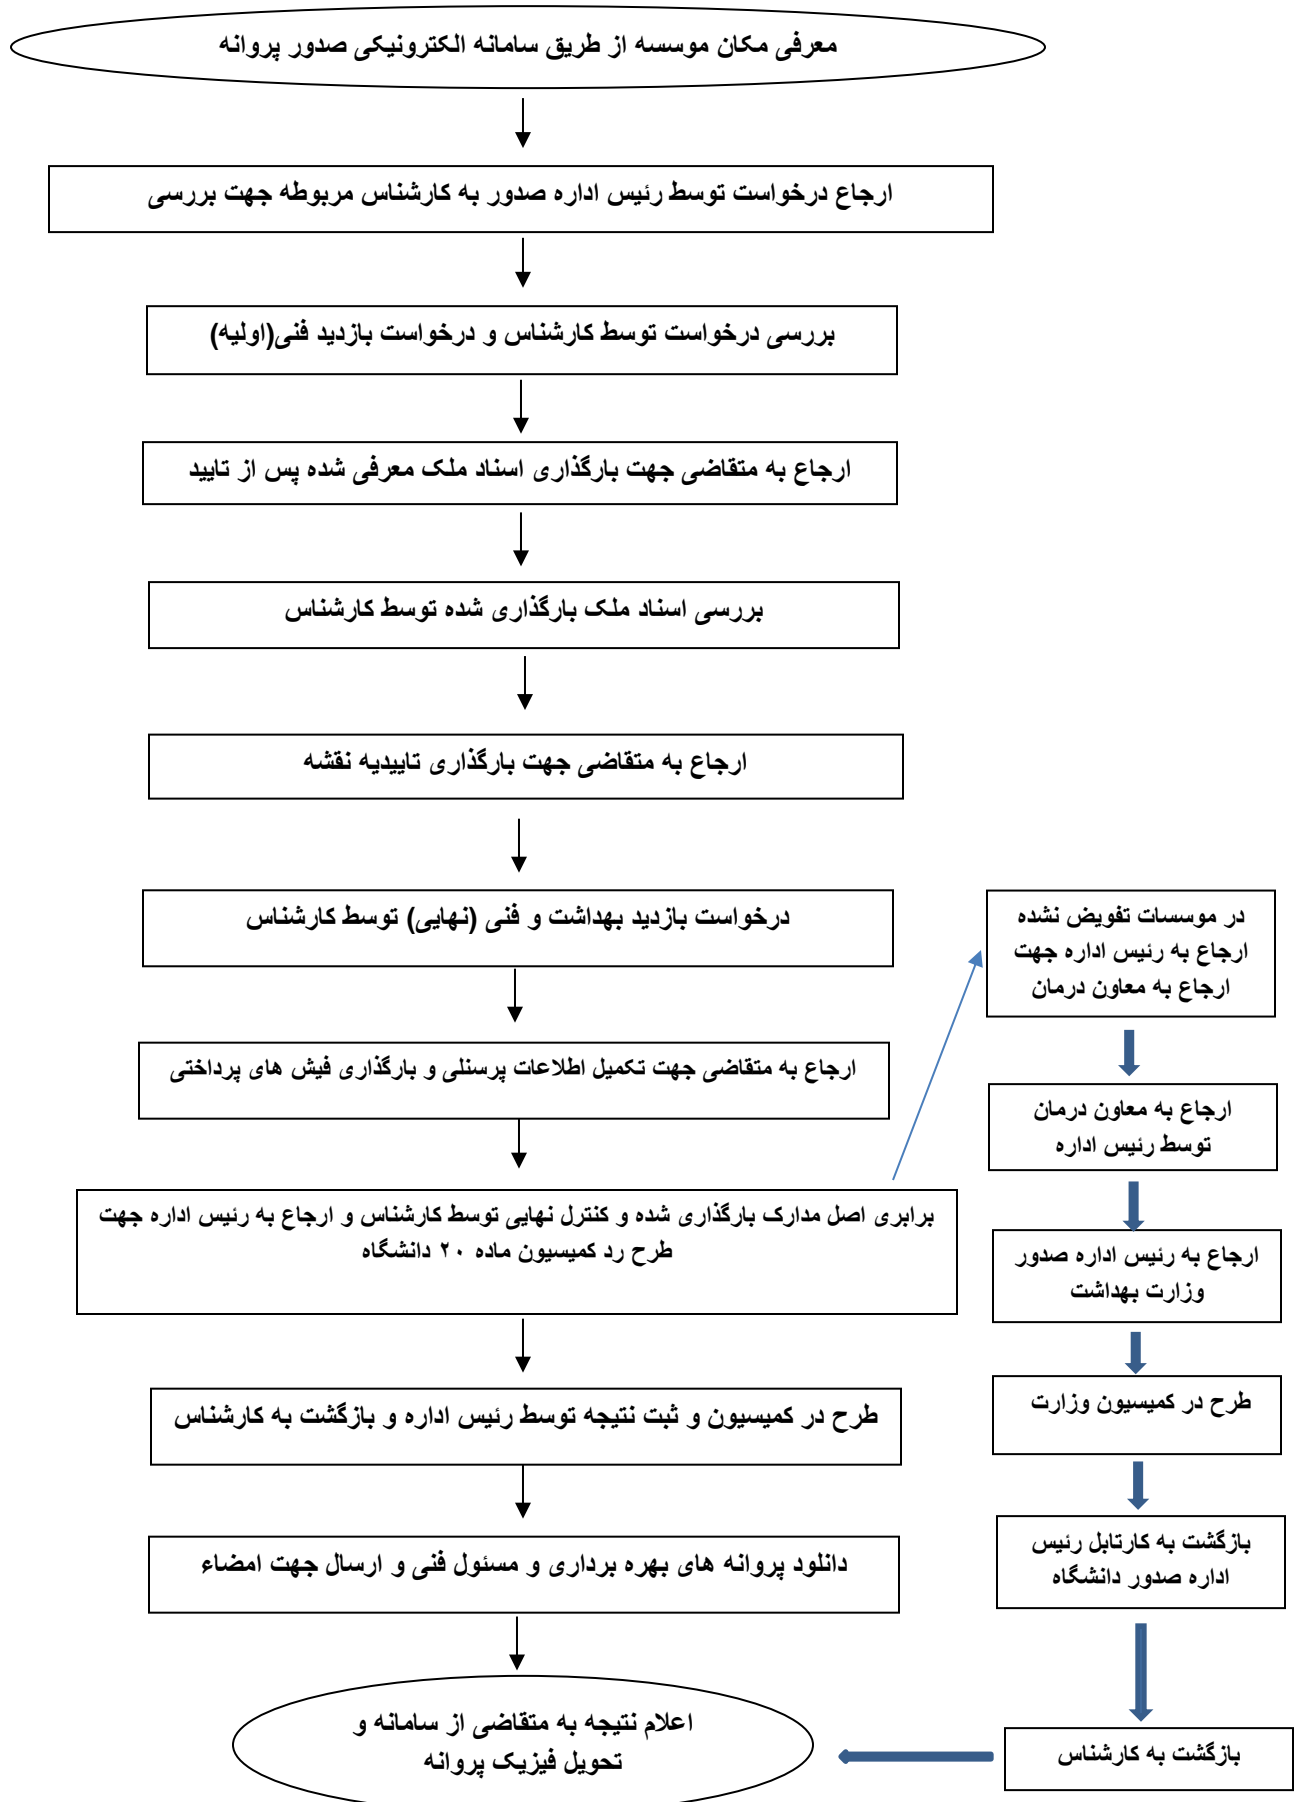 معرفی مکان موسسه از طریق سامانه الکترونیکی صدور پروانه
ارجاع درخواست توسط رئیس اداره صدور به کارشناس مربوطه جهت بررسی
بررسی درخواست توسط کارشناس و درخواست بازدید فنی(اولیه)
ارجاع به متقاضی جهت بارگذاری اسناد ملک معرفی شده پس از تایید
بررسی اسناد ملک بارگذاری شده توسط کارشناس
ارجاع به متقاضی جهت بارگذاری تاییدیه نقشه
درخواست بازدید بهداشت و فنی (نهایی) توسط کارشناس
ارجاع به متقاضی جهت تکمیل اطلاعات پرسنلی و بارگذاری فیش های پرداختی
برابری اصل مدارک بارگذاری شده و کنترل نهایی توسط کارشناس و ارجاع به رئیس اداره جهت
طرح رد کمیسیون ماده ۲۰ دانشگاه
طرح در کمیسیون و ثبت نتیجه توسط رئیس اداره و بازگشت به کارشناس
دانلود پروانه های بهره برداری و مسئول فنی و ارسال جهت امضاء
در موسسات تفویض نشده
ارجاع به رئیس اداره جهت
ارجاع به معاون درمان
ارجاع به معاون درمان
توسط رئیس اداره
ارجاع به رئیس اداره صدور
وزارت بهداشت
طرح در کمیسیون وزارت
بازگشت به کارتابل رئیس
اداره صدور دانشگاه
بازگشت به کارشناس
اعلام نتیجه به متقاضی از سامانه و
تحویل فیزیک پروانه